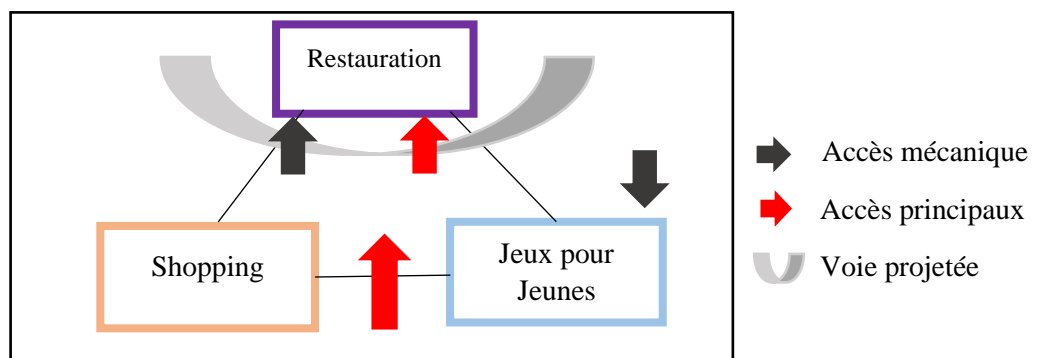 Restauration
Shopping
Jeux pour
Jeunes
Accès mécanique
Accès principaux
Voie projetée